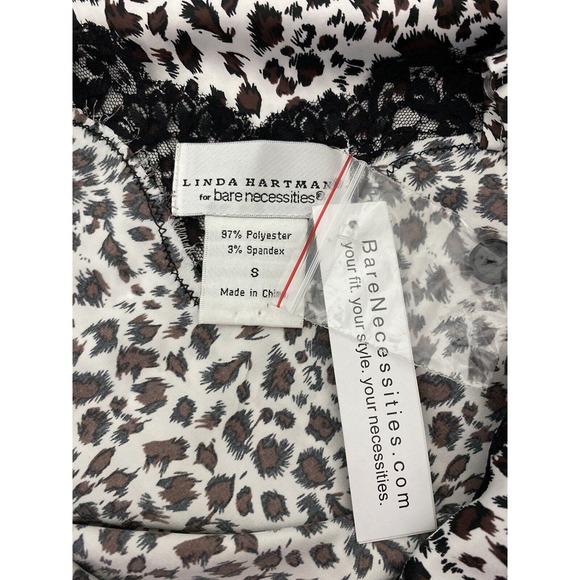 LINDA HARTMAN
for bare necessities®
97% Polyester
3% Spandex
S
Made in China
BareNecessities.com
your fit. your style. your necessities.